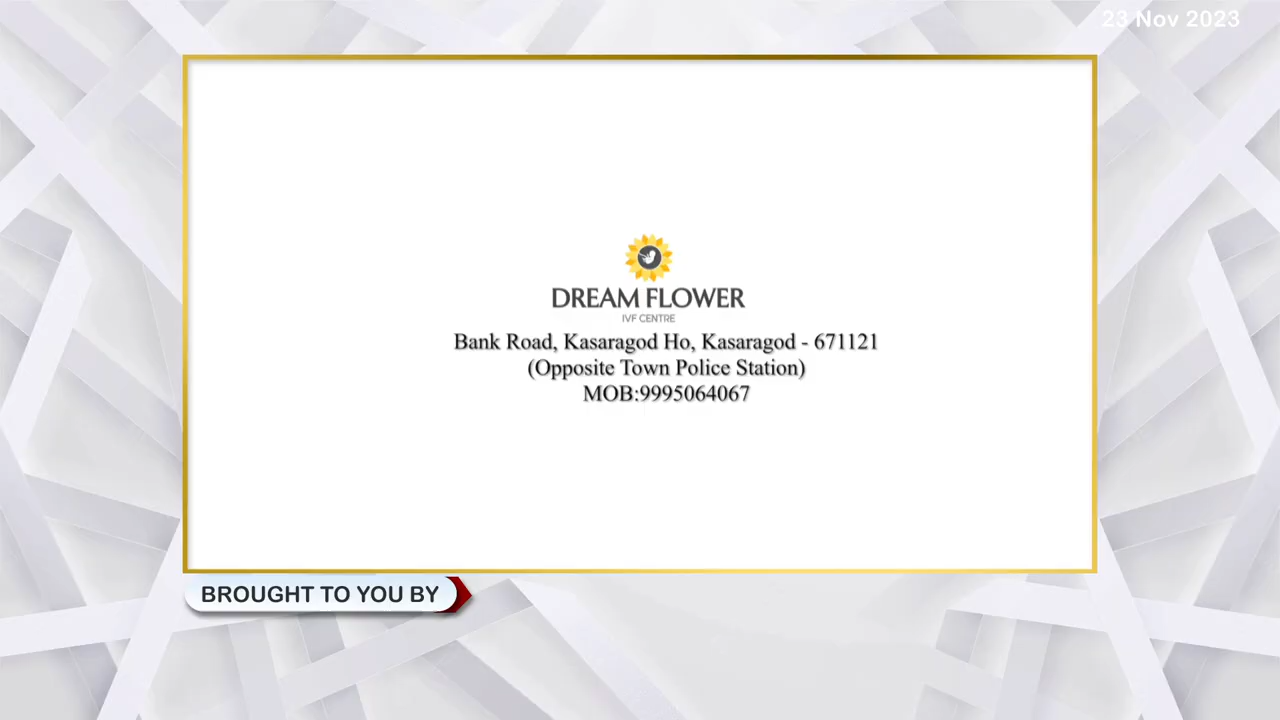 23 Nov 2023
DREAM FLOWER
IVF CENTRE
Bank Road, Kasaragod Ho, Kasaragod - 671121
(Opposite Town Police Station)
MOB:9995064067
BROUGHT TO YOU BY